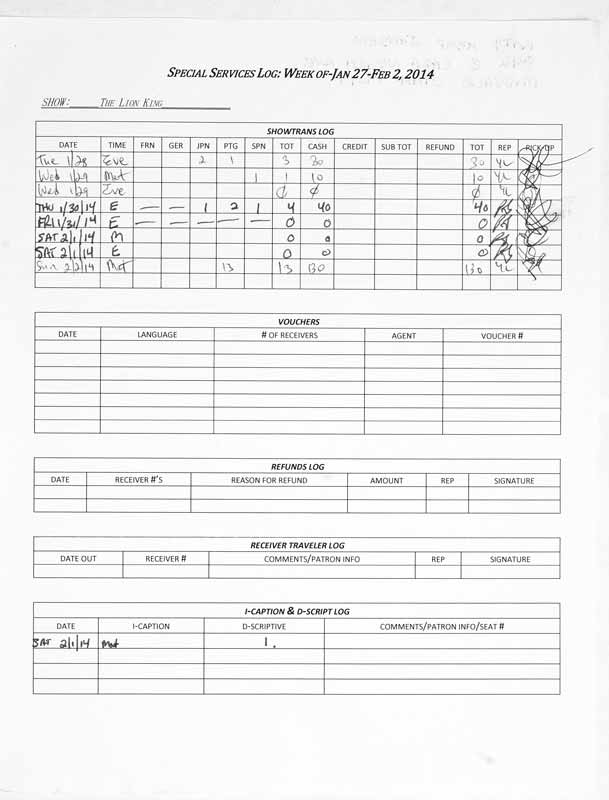 SPECIAL SERVICES LOG: WEEK OF-JAN 27-FEB 2, 2014
SHOW: THE LION KING
SHOWTRANS LOG
DATE TIME FRN GER JPN PTG SPN TOT CASH CREDIT SUB TOT REFUND TOT REP PICK-UP
Tue 1/28 Eve 2 1 3 30 30 YL
Wed 1/29 Mat 1 1 10 10 YL
Wed 1/29 Eve ¢ ¢ ¢ YL
THU 1/30/14 E — — 1 2 1 4 40 40
FRI 1/31/14 E — — — — — 0 0 0
SAT 2/1/14 M 0 0 0
SAT 2/1/14 E 0 0 0
Sun 2/2/14 Mat 13 13 130 130 YL
VOUCHERS
DATE LANGUAGE # OF RECEIVERS AGENT VOUCHER #
REFUNDS LOG
DATE RECEIVER #'S REASON FOR REFUND AMOUNT REP SIGNATURE
RECEIVER TRAVELER LOG
DATE OUT RECEIVER # COMMENTS/PATRON INFO REP SIGNATURE
I-CAPTION & D-SCRIPT LOG
DATE I-CAPTION D-SCRIPTIVE COMMENTS/PATRON INFO/SEAT #
SAT 2/1/14 Mat 1.